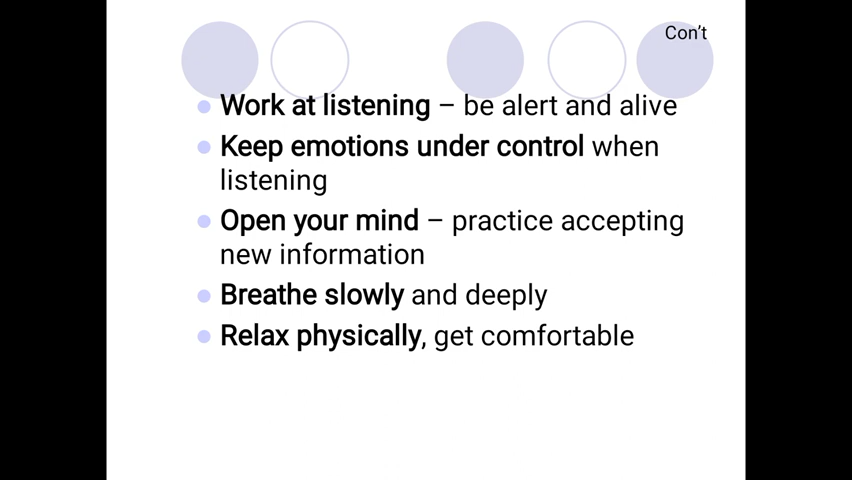 Con't
Work at listening – be alert and alive
Keep emotions under control when
listening
Open your mind – practice accepting
new information
Breathe slowly and deeply
Relax physically, get comfortable